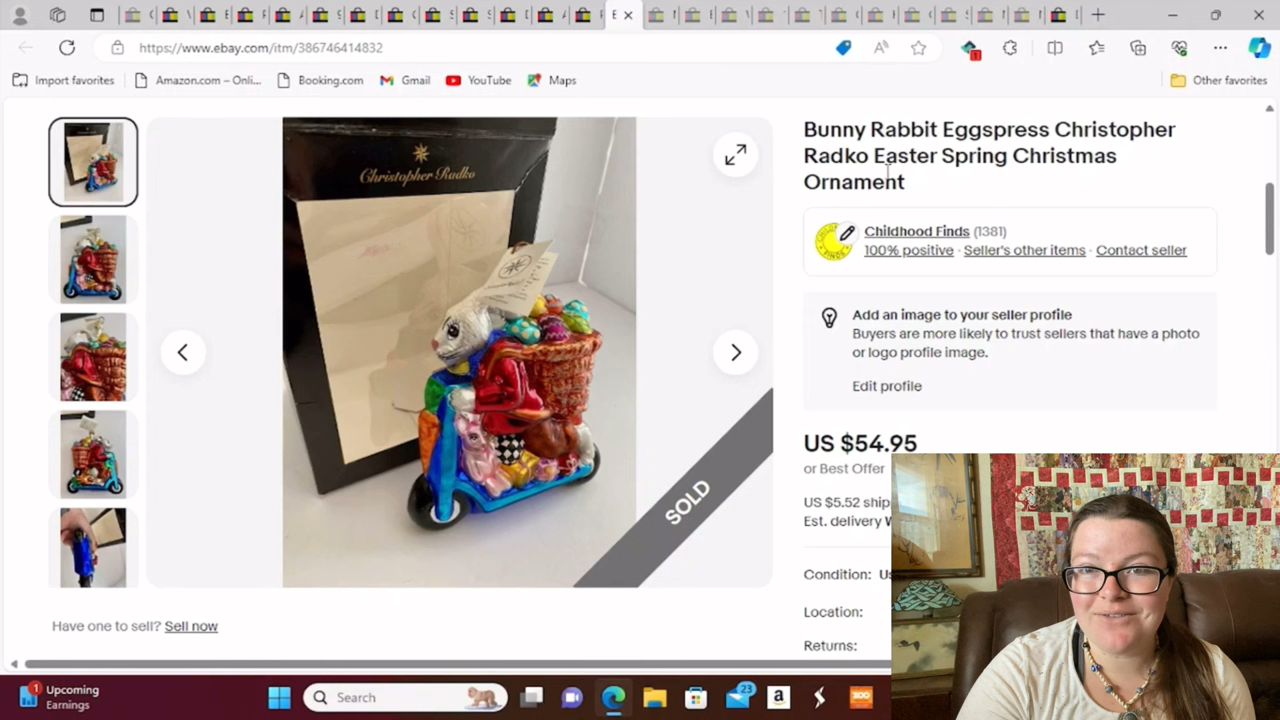 https://www.ebay.com/itm/386746414832
Import favorites
Amazon.com – Onli...
Booking.com
Gmail
YouTube
Maps
Other favorites
Christopher Radko
SOLD
Have one to sell? Sell now
Bunny Rabbit Eggspress Christopher
Radko Easter Spring Christmas
Ornament
Childhood Finds (1381)
100% positive · Seller's other items · Contact seller
Add an image to your seller profile
Buyers are more likely to trust sellers that have a photo
or logo profile image.
Edit profile
US $54.95
or Best Offer
US $5.52 ship
Est. delivery W
Condition: Us
Location:
Returns:
1
Upcoming
Earnings
Search
23